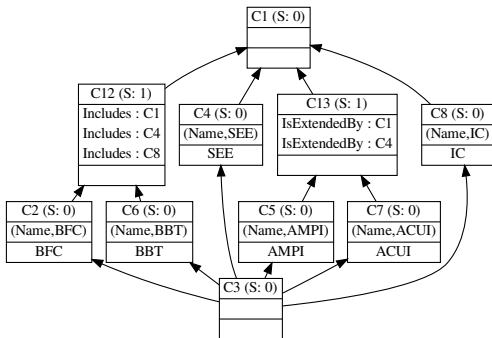 C1 (S: 0)
C12 (S: 1)
Includes : C1
Includes : C4
Includes : C8
C4 (S: 0)
(Name,SEE)
SEE
C13 (S: 1)
IsExtendedBy : C1
IsExtendedBy : C4
C8 (S: 0)
(Name,IC)
IC
C2 (S: 0)
(Name,BFC)
BFC
C6 (S: 0)
(Name,BBT)
BBT
C5 (S: 0)
(Name,AMPI)
AMPI
C7 (S: 0)
(Name,ACUI)
ACUI
C3 (S: 0)